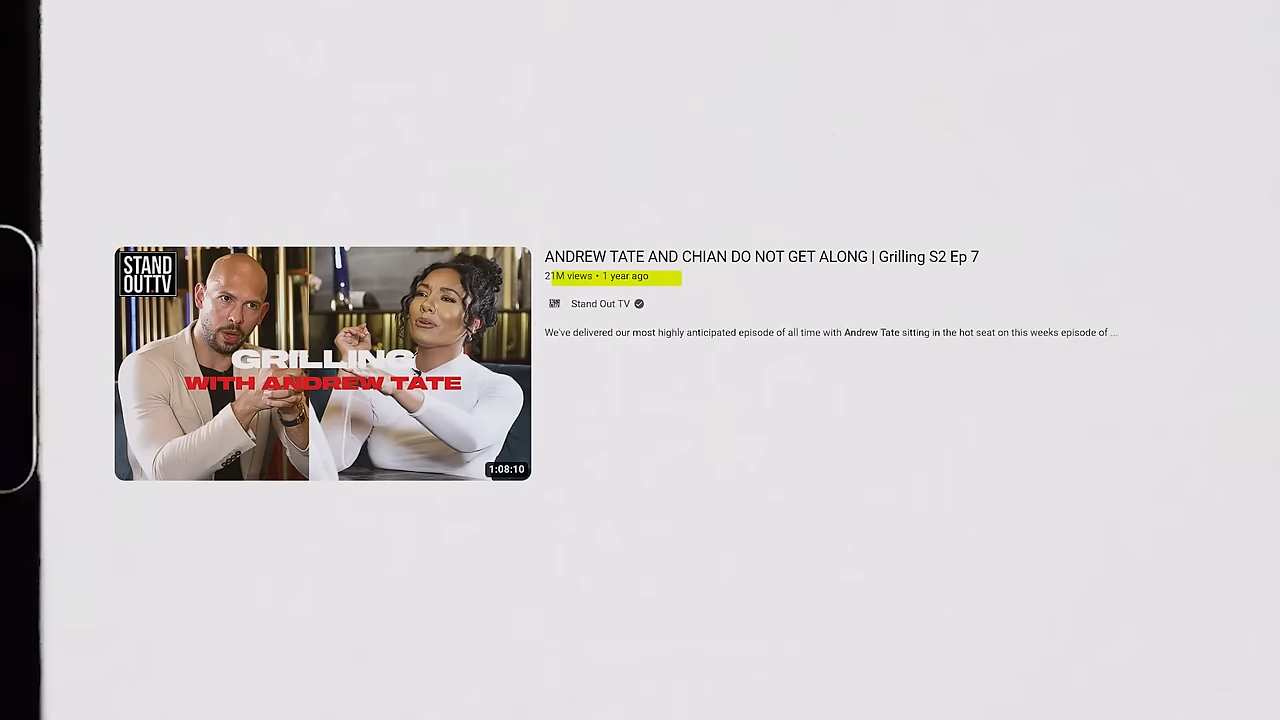 STAND
OUT TV
GRILLING
WITH ANDREW TATE
1:08:10
ANDREW TATE AND CHIAN DO NOT GET ALONG | Grilling S2 Ep 7
21M views • 1 year ago
Stand Out TV
We've delivered our most highly anticipated episode of all time with Andrew Tate sitting in the hot seat on this weeks episode of ...